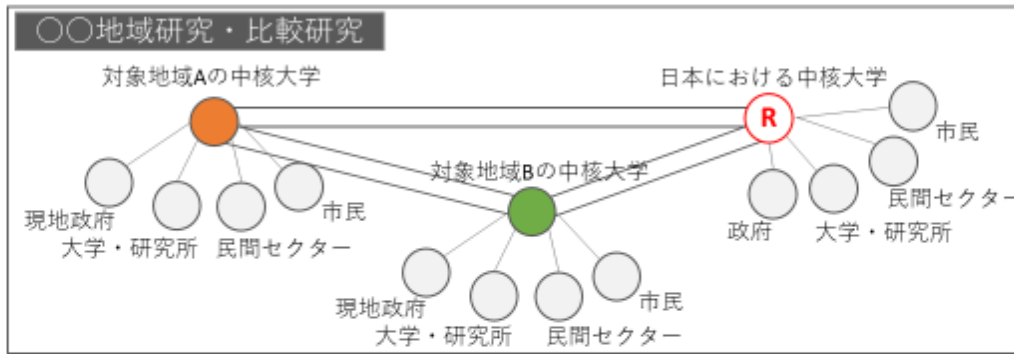 〇〇地域研究・比較研究
対象地域Aの中核大学
日本における中核大学
R
市民
対象地域Bの中核大学
民間セクター
現地政府
市民
大学・研究所
民間セクター
政府
大学・研究所
現地政府
市民
大学・研究所
民間セクター